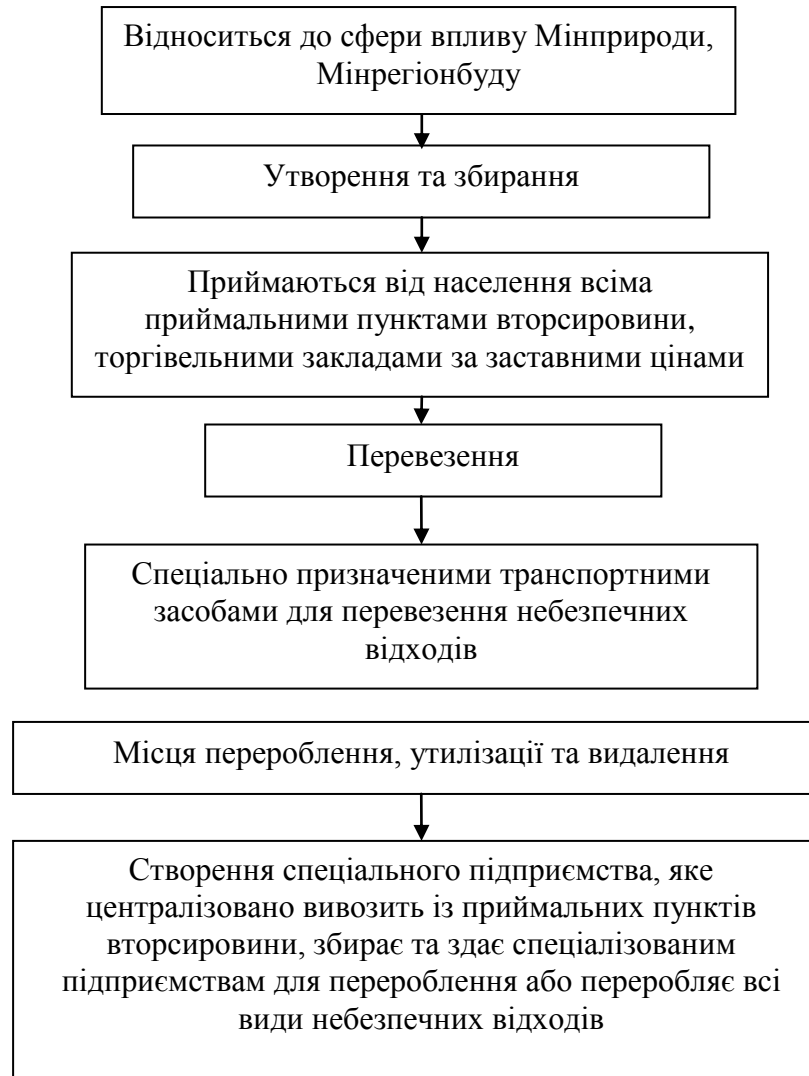 Відноситься до сфери впливу Мінприроди,
Мінрегіонбуду
Утворення та збирання
Приймаються від населення всіма
приймальними пунктами вторсировини,
торгівельними закладами за заставними цінами
Перевезення
Спеціально призначеними транспортними
засобами для перевезення небезпечних
відходів
Місця перероблення, утилізації та видалення
Створення спеціального підприємства, яке
централізовано вивозить із приймальних пунктів
вторсировини, збирає та здає спеціалізованим
підприємствам для перероблення або переробляє всі
види небезпечних відходів